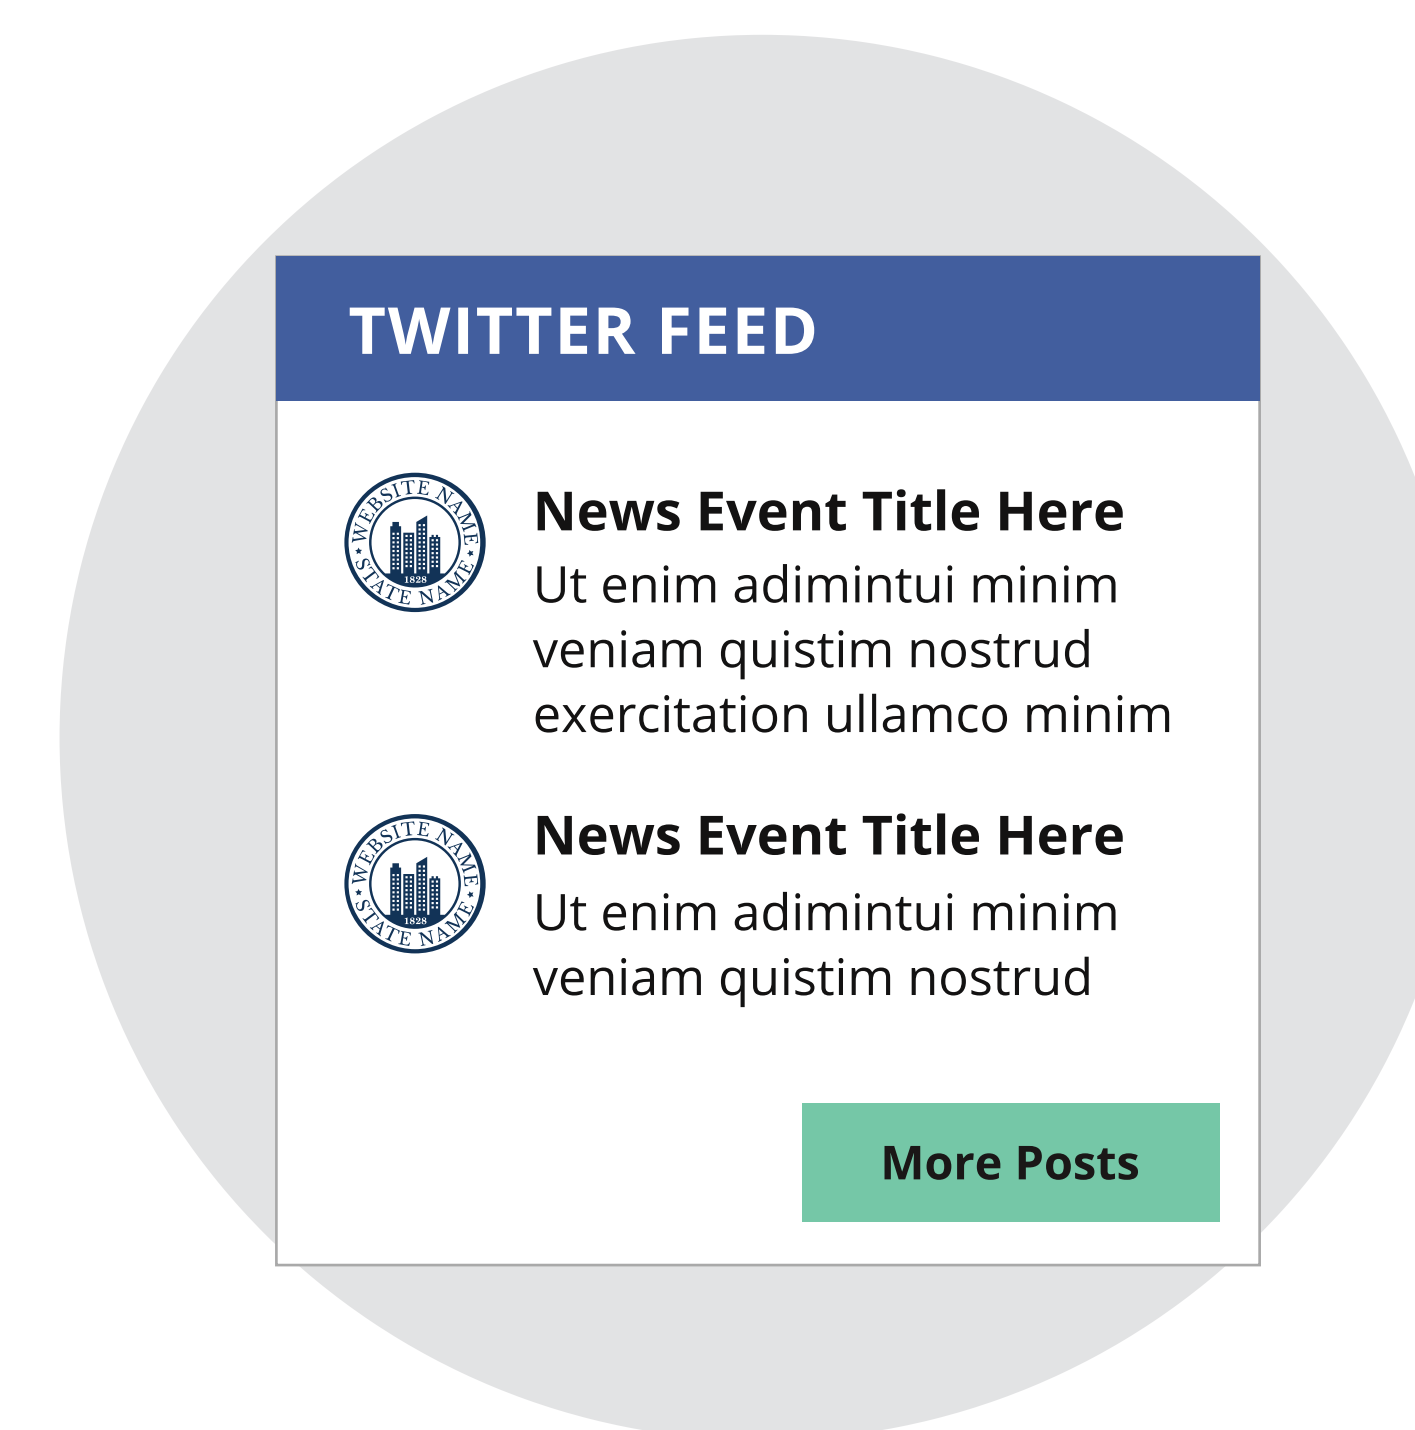 TWITTER FEED
WEBSITE NAME
STATE NAME
1828
News Event Title Here
Ut enim adimintui minim
veniam quistim nostrud
exercitation ullamco minim
WEBSITE NAME
STATE NAME
1828
News Event Title Here
Ut enim adimintui minim
veniam quistim nostrud
More Posts